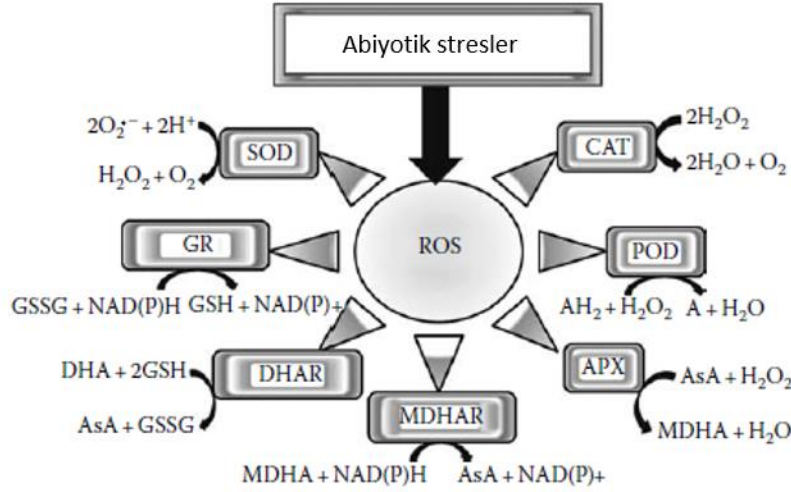 Abiyotik stresler
2O₂•⁻ + 2H⁺
SOD
H₂O₂ + O₂
CAT
2H₂O₂
2H₂O + O₂
GR
ROS
POD
GSSG + NAD(P)H GSH + NAD(P)+
AH₂ + H₂O₂ A + H₂O
DHA + 2GSH
DHAR
AsA + GSSG
MDHAR
APX
AsA + H₂O₂
MDHA + H₂O
MDHA + NAD(P)H AsA + NAD(P)+